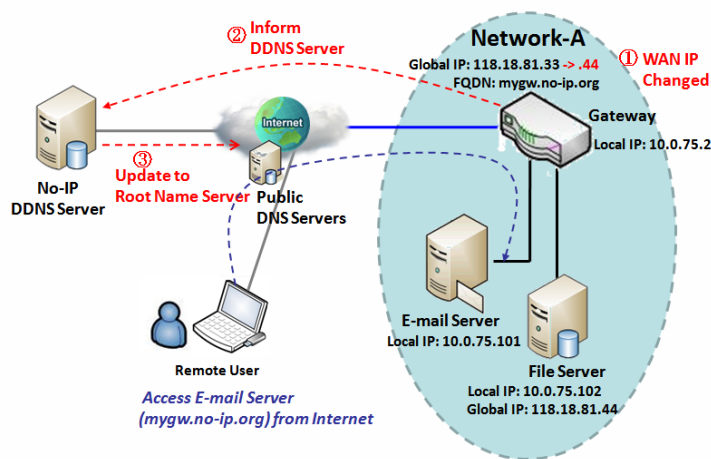 ② Inform
DDNS Server
Network-A
Global IP: 118.18.81.33 -> .44
FQDN: mygw.no-ip.org
① WAN IP
Changed
Gateway
Local IP: 10.0.75.2
Internet
③
Update to
Root Name Server
No-IP
DDNS Server
Public
DNS Servers
E-mail Server
Local IP: 10.0.75.101
File Server
Local IP: 10.0.75.102
Global IP: 118.18.81.44
Remote User
Access E-mail Server
(mygw.no-ip.org) from Internet